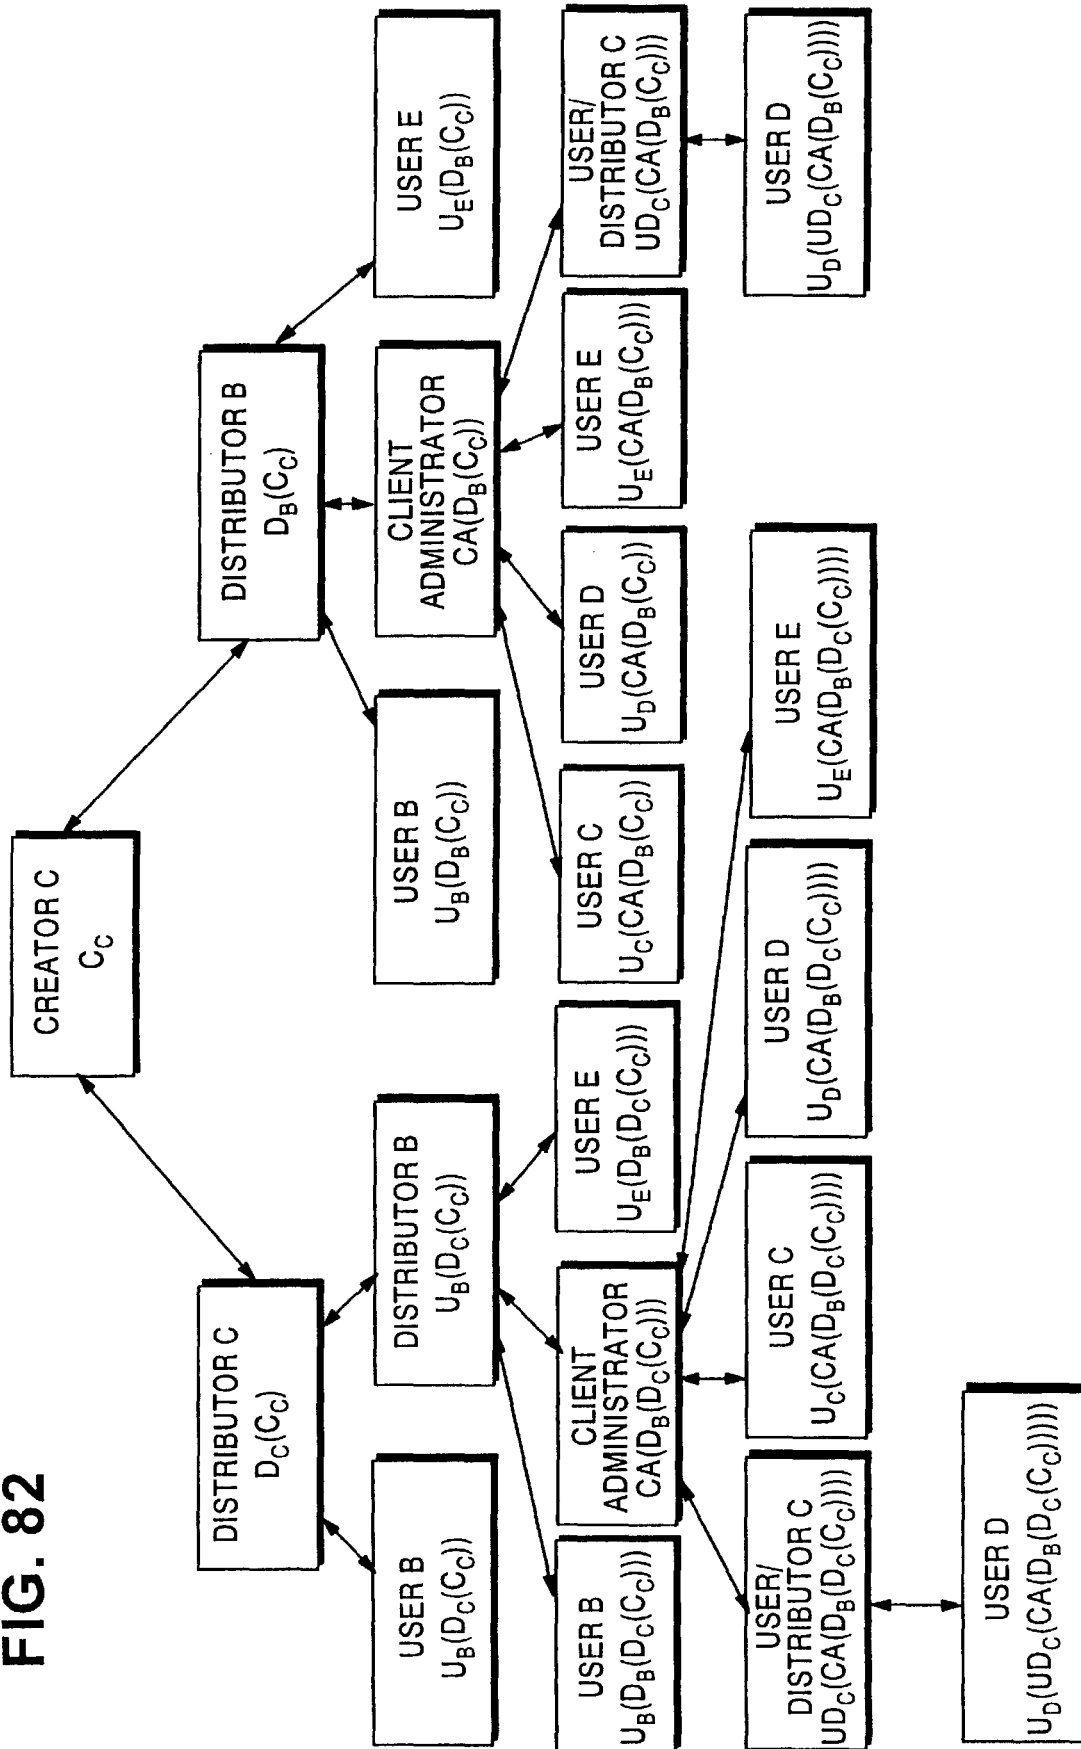 FIG. 82
CREATOR C
C_C
DISTRIBUTOR C
D_C(C_C)
DISTRIBUTOR B
D_B(C_C)
USER B
U_B(D_C(C_C))
DISTRIBUTOR B
U_B(D_C(C_C))
USER B
U_B(D_B(C_C))
CLIENT
ADMINISTRATOR
CA(D_B(C_C))
USER E
U_E(D_B(C_C))
USER B
U_B(D_B(D_C(C_C)))
CLIENT
ADMINISTRATOR
CA(D_B(D_C(C_C)))
USER E
U_E(D_B(D_C(C_C)))
USER C
U_C(CA(D_B(C_C)))
USER D
U_D(CA(D_B(C_C))
USER E
U_E(CA(D_B(C_C)))
USER/
DISTRIBUTOR C
UD_C(CA(D_B(C_C)))
USER/
DISTRIBUTOR C
UD_C(CA(D_B(D_C(C_C))))
USER C
U_C(CA(D_B(D_C(C_C))))
USER D
U_D(CA(D_B(D_C(C_C))))
USER E
U_E(CA(D_B(D_C(C_C))))
USER D
U_D(UD_C(CA(D_B(C_C))))
USER D
U_D(UD_C(CA(D_B(D_C(C_C)))))